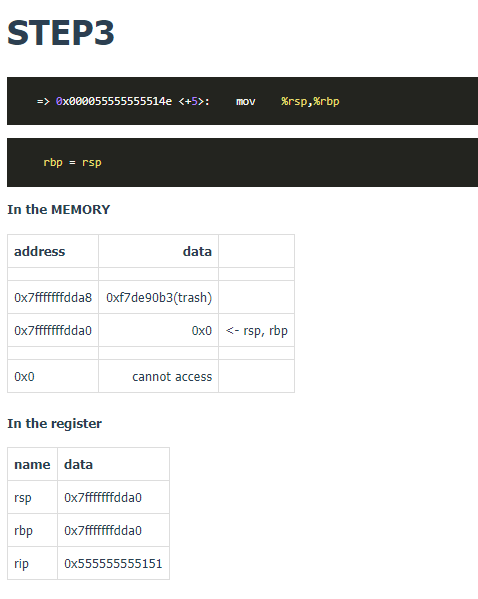 STEP3
=> 0x000055555555514e <+5>: mov %rsp,%rbp
rbp = rsp
In the MEMORY
address data
0x7fffffffdda8 0xf7de90b3(trash)
0x7fffffffdda0 0x0 <- rsp, rbp
0x0 cannot access
In the register
name data
rsp 0x7fffffffdda0
rbp 0x7fffffffdda0
rip 0x555555555151